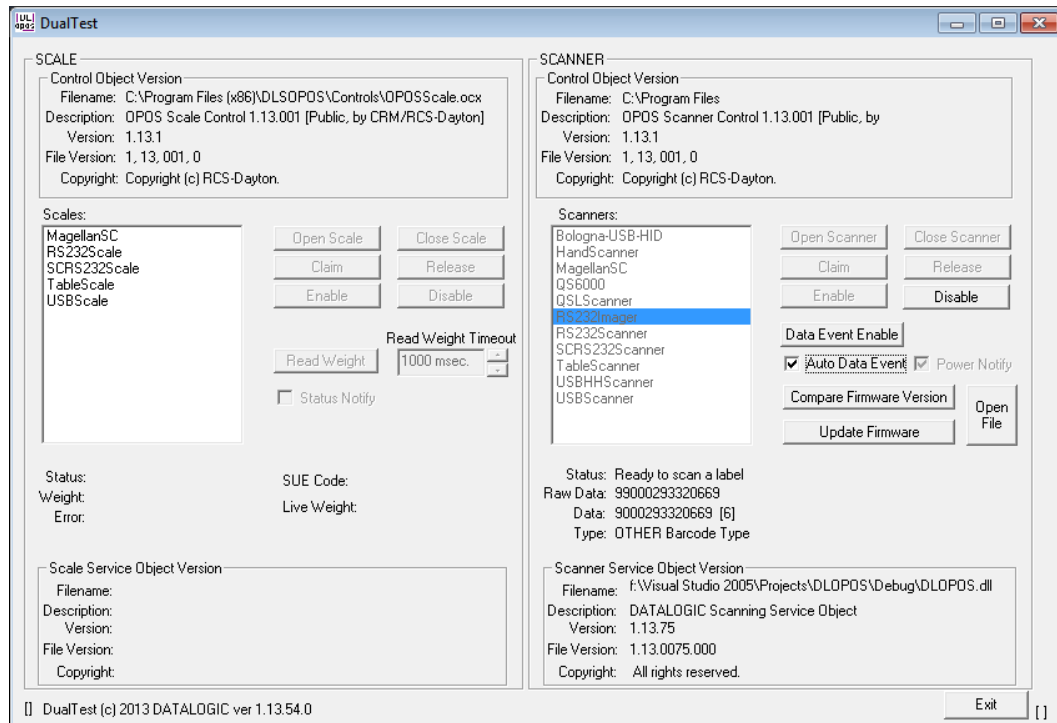 DualTest
SCALE
Control Object Version
Filename: C:\Program Files (x86)\DLSOPOS\Controls\OPOSScale.ocx
Description: OPOS Scale Control 1.13.001 [Public, by CRM/RCS-Dayton]
Version: 1.13.1
File Version: 1, 13, 001, 0
Copyright: Copyright (c) RCS-Dayton.
Scales:
MagellanSC
RS232Scale
SCRS232Scale
TableScale
USBScale
Open Scale
Close Scale
Claim
Release
Enable
Disable
Read Weight Timeout
Read Weight
1000 msec.
Status Notify
Status:
Weight:
Error:
SUE Code:
Live Weight:
Scale Service Object Version
Filename:
Description:
Version:
File Version:
Copyright:
SCANNER
Control Object Version
Filename: C:\Program Files
Description: OPOS Scanner Control 1.13.001 [Public, by
Version: 1.13.1
File Version: 1, 13, 001, 0
Copyright: Copyright (c) RCS-Dayton.
Scanners:
Bologna-USB-HID
HandScanner
MagellanSC
QS6000
QSLScanner
RS232Imager
RS232Scanner
SCRS232Scanner
TableScanner
USBHHScanner
USBScanner
Open Scanner
Close Scanner
Claim
Release
Enable
Disable
Data Event Enable
Auto Data Event
Power Notify
Compare Firmware Version
Update Firmware
Open
File
Status: Ready to scan a label
Raw Data: 99000293320669
Data: 9000293320669 [6]
Type: OTHER Barcode Type
Scanner Service Object Version
Filename: f:\Visual Studio 2005\Projects\DLOPOS\Debug\DLOPOS.dll
Description: DATALOGIC Scanning Service Object
Version: 1.13.75
File Version: 1.13.0075.000
Copyright: All rights reserved.
[] DualTest (c) 2013 DATALOGIC ver 1.13.54.0
Exit
[ ]